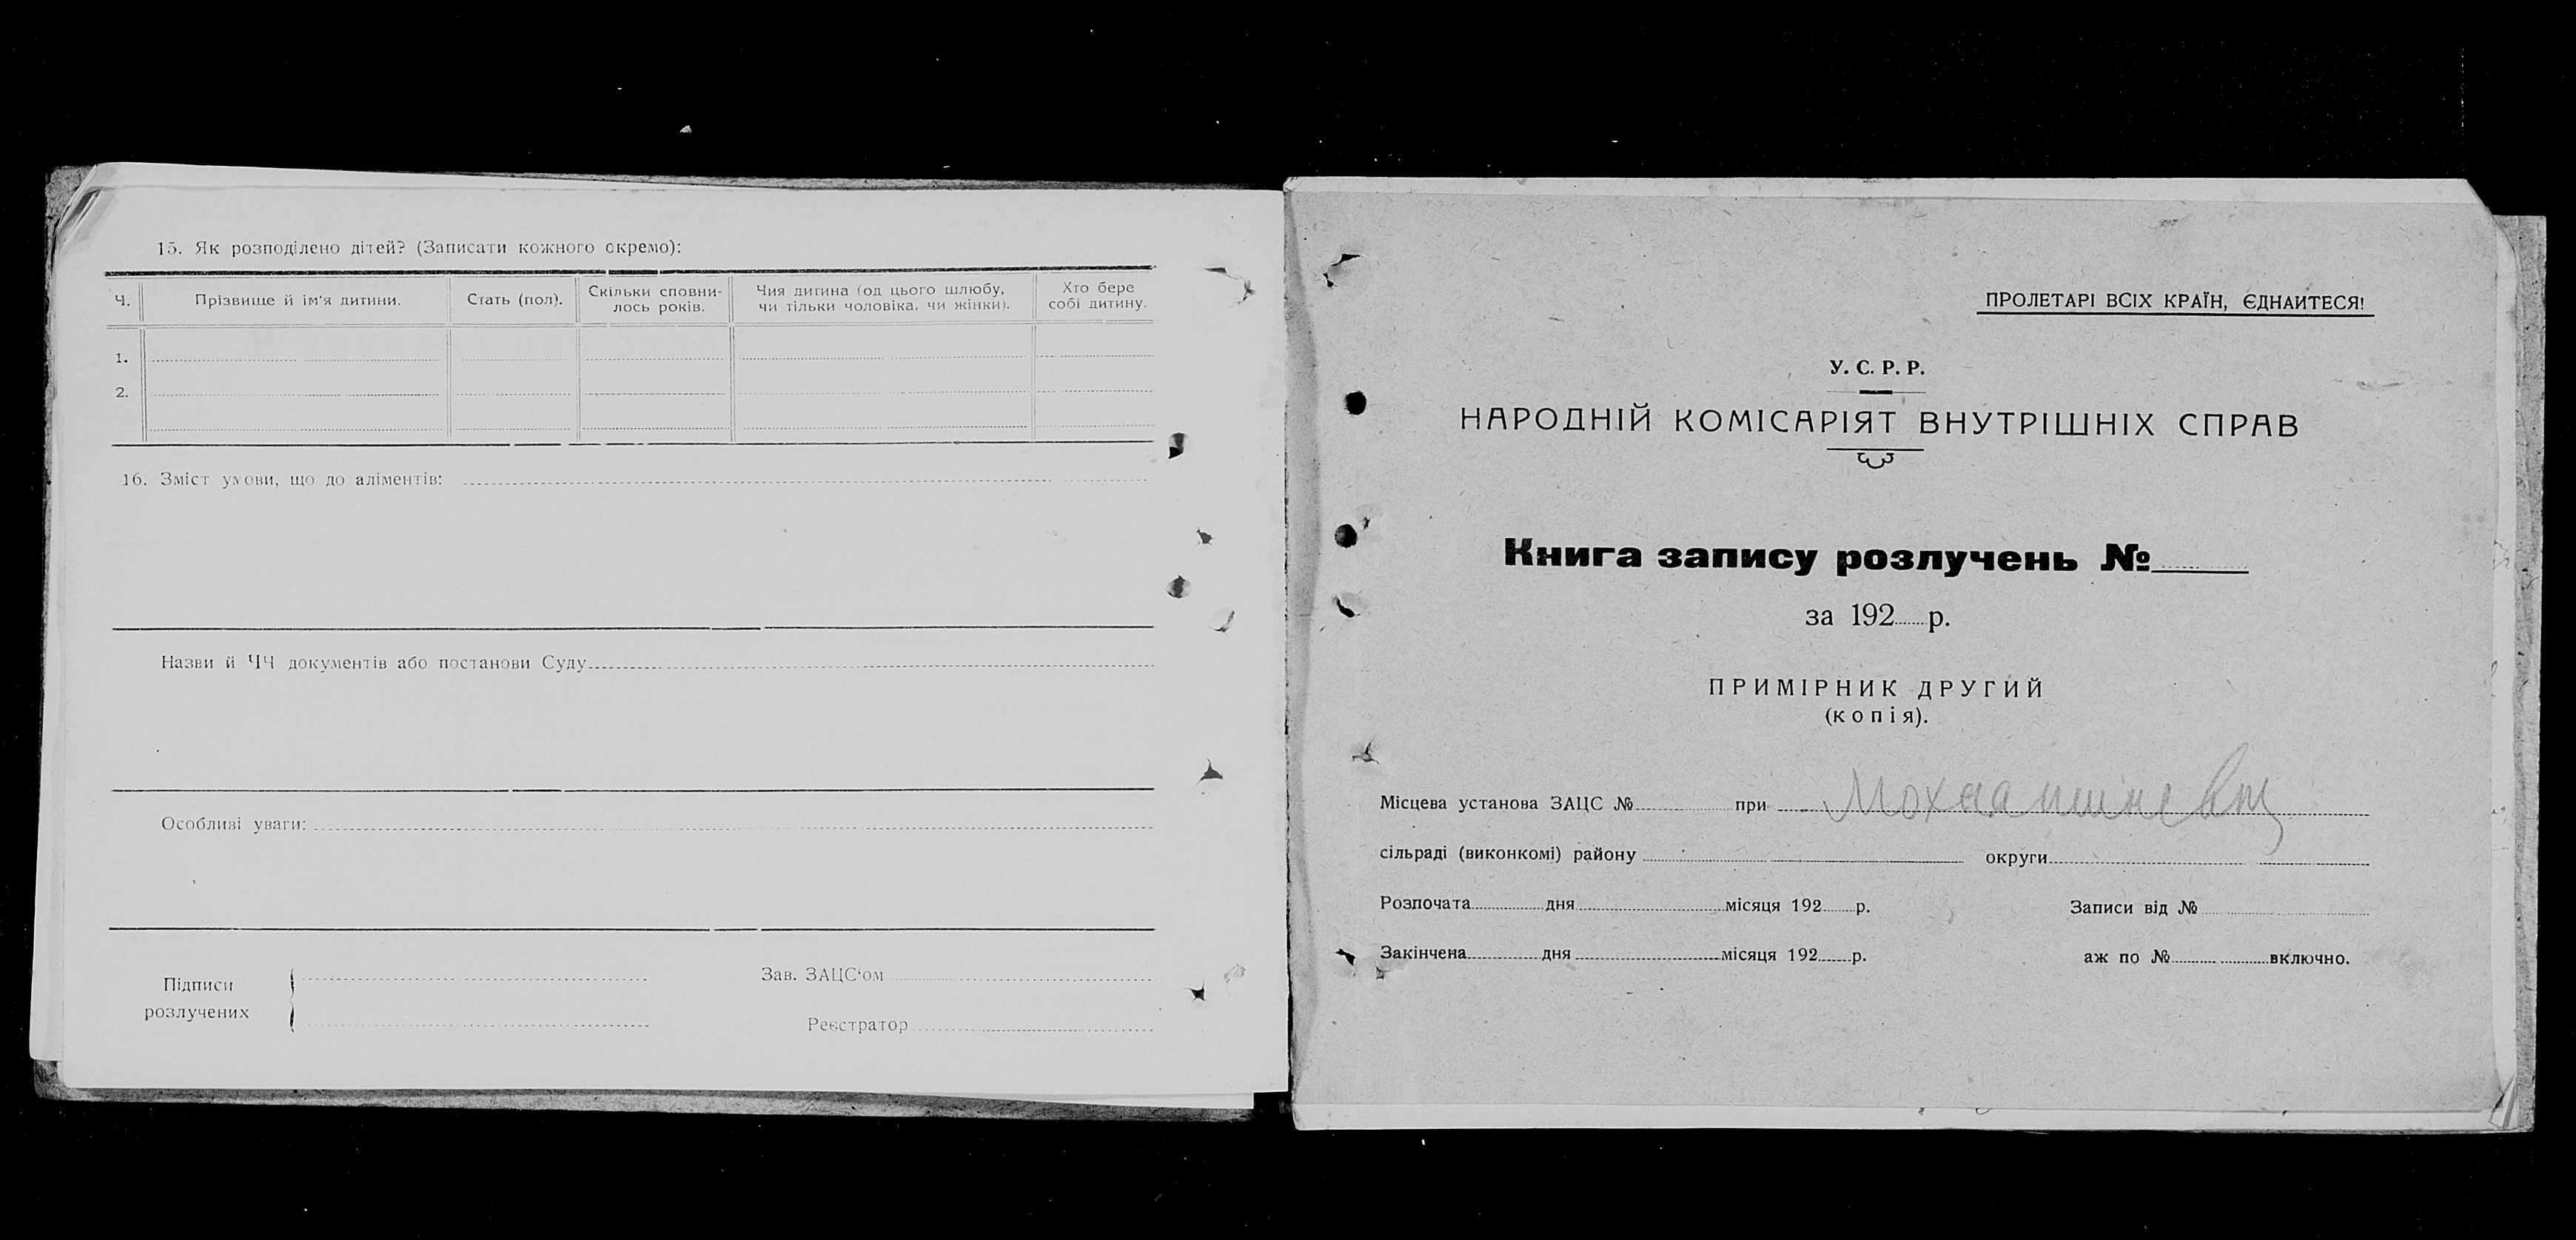 15. Як розподілено дітей? (Записати кожного окремо):
Ч. Прізвище й ім'я дитини. Стать (пол). Скільки сповнилось років. Чия дитина (од цього шлюбу, чи тільки чоловіка, чи жінки). Хто бере собі дитину.
1.
2.
16. Зміст умови, що до аліментів:
Назви й ЧЧ документів або постанови Суду
Особливі уваги:
Підписи розлучених
Зав. ЗАЦС'ом
Реєстратор
ПРОЛЕТАРІ ВСІХ КРАЇН, ЄДНАЙТЕСЯ!
У. С. Р. Р.
НАРОДНІЙ КОМІСАРІЯТ ВНУТРІШНІХ СПРАВ
Книга запису розлучень №
за 192 р.
ПРИМІРНИК ДРУГИЙ
(копія).
Місцева установа ЗАЦС № при
сільраді (виконкомі) району округи
Розпочата дня місяця 192 р. Записи від №
Закінчена дня місяця 192 р. аж по № включно.